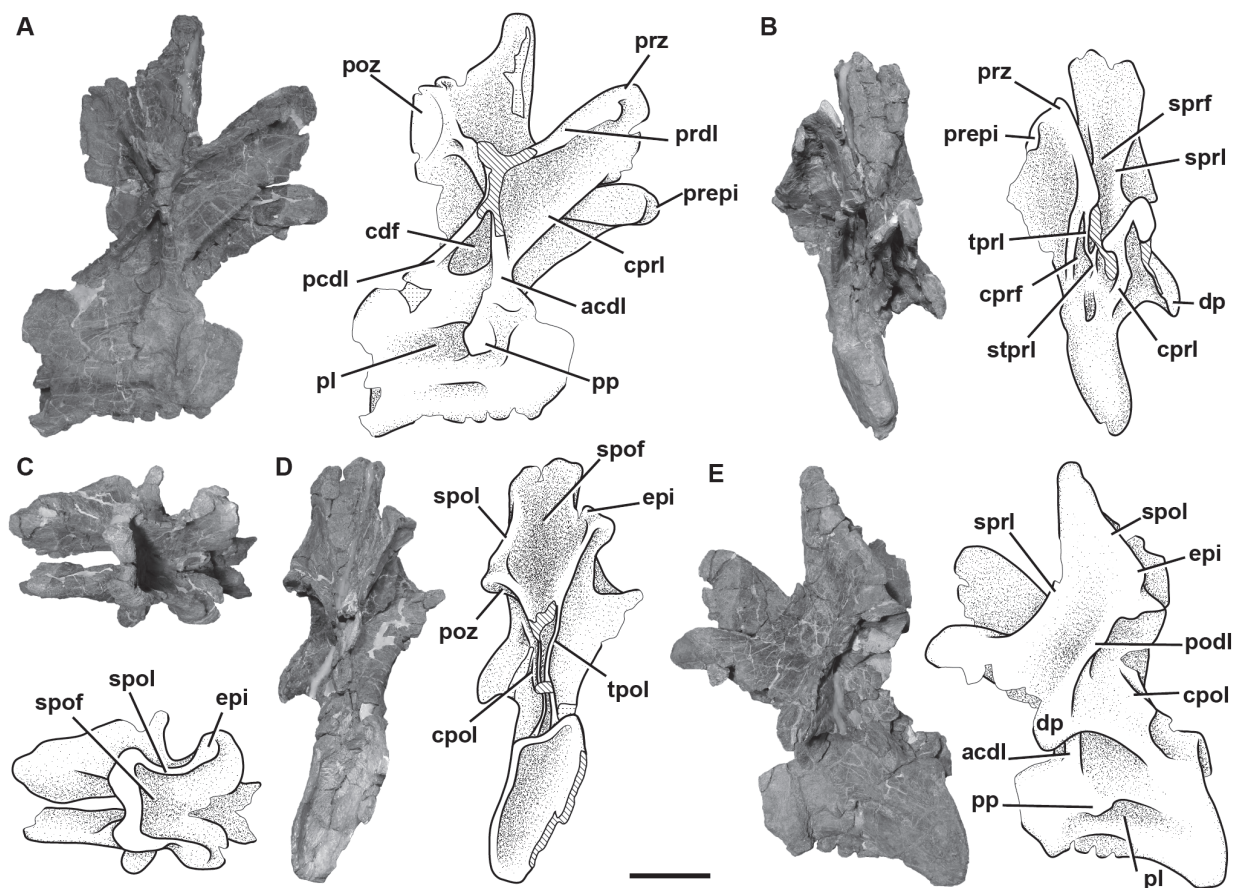 A
poz
prz
prdl
prepi
cdf
pcdl
cprl
acdl
pl
pp
B
prz
prepi
sprf
sprl
tprl
cprf
stprl
dp
cprl
C
spof
spol
epi
D
spof
spol
epi
poz
tpol
cpol
E
sprl
spol
epi
podl
cpol
dp
acdl
pp
pl